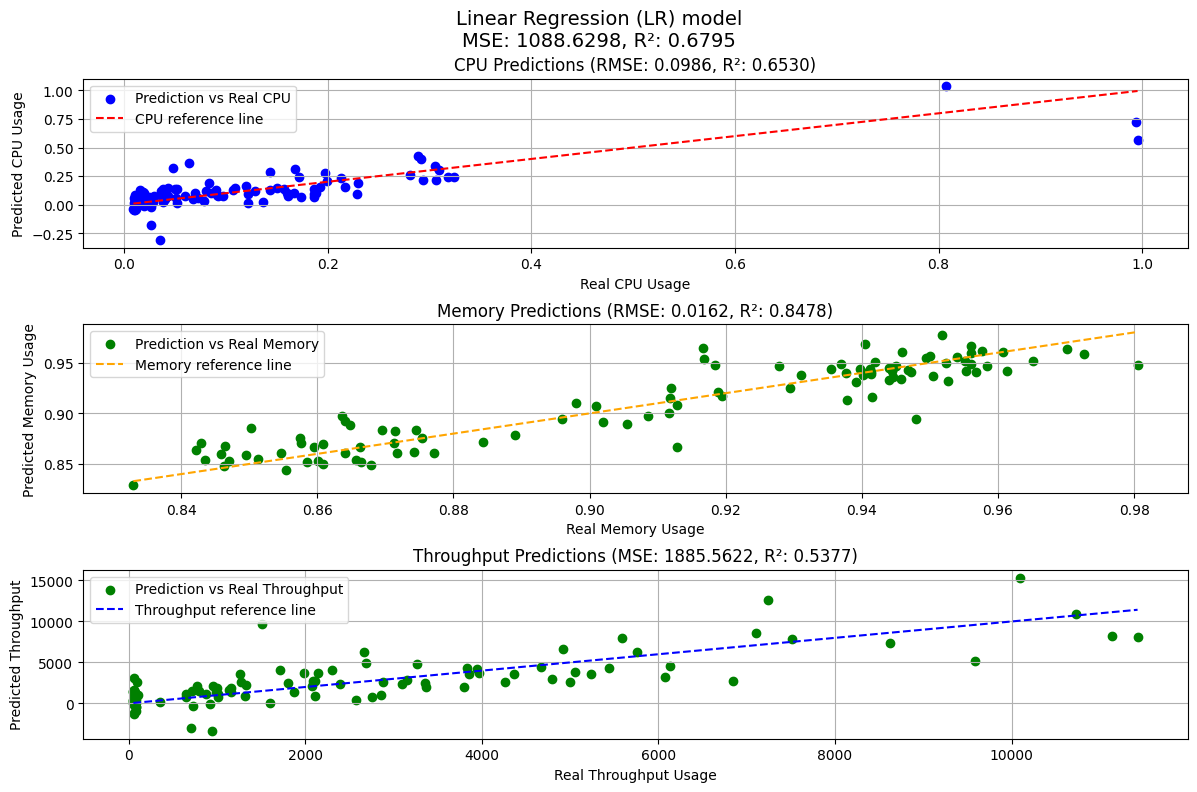 Linear Regression (LR) model
MSE: 1088.6298, R²: 0.6795
CPU Predictions (RMSE: 0.0986, R²: 0.6530)
Predicted CPU Usage
1.00
0.75
0.50
0.25
0.00
−0.25
Prediction vs Real CPU
CPU reference line
0.0 0.2 0.4 0.6 0.8 1.0
Real CPU Usage
Memory Predictions (RMSE: 0.0162, R²: 0.8478)
Predicted Memory Usage
0.95
0.90
0.85
Prediction vs Real Memory
Memory reference line
0.84 0.86 0.88 0.90 0.92 0.94 0.96 0.98
Real Memory Usage
Throughput Predictions (MSE: 1885.5622, R²: 0.5377)
Predicted Throughput
15000
10000
5000
0
Prediction vs Real Throughput
Throughput reference line
0 2000 4000 6000 8000 10000
Real Throughput Usage